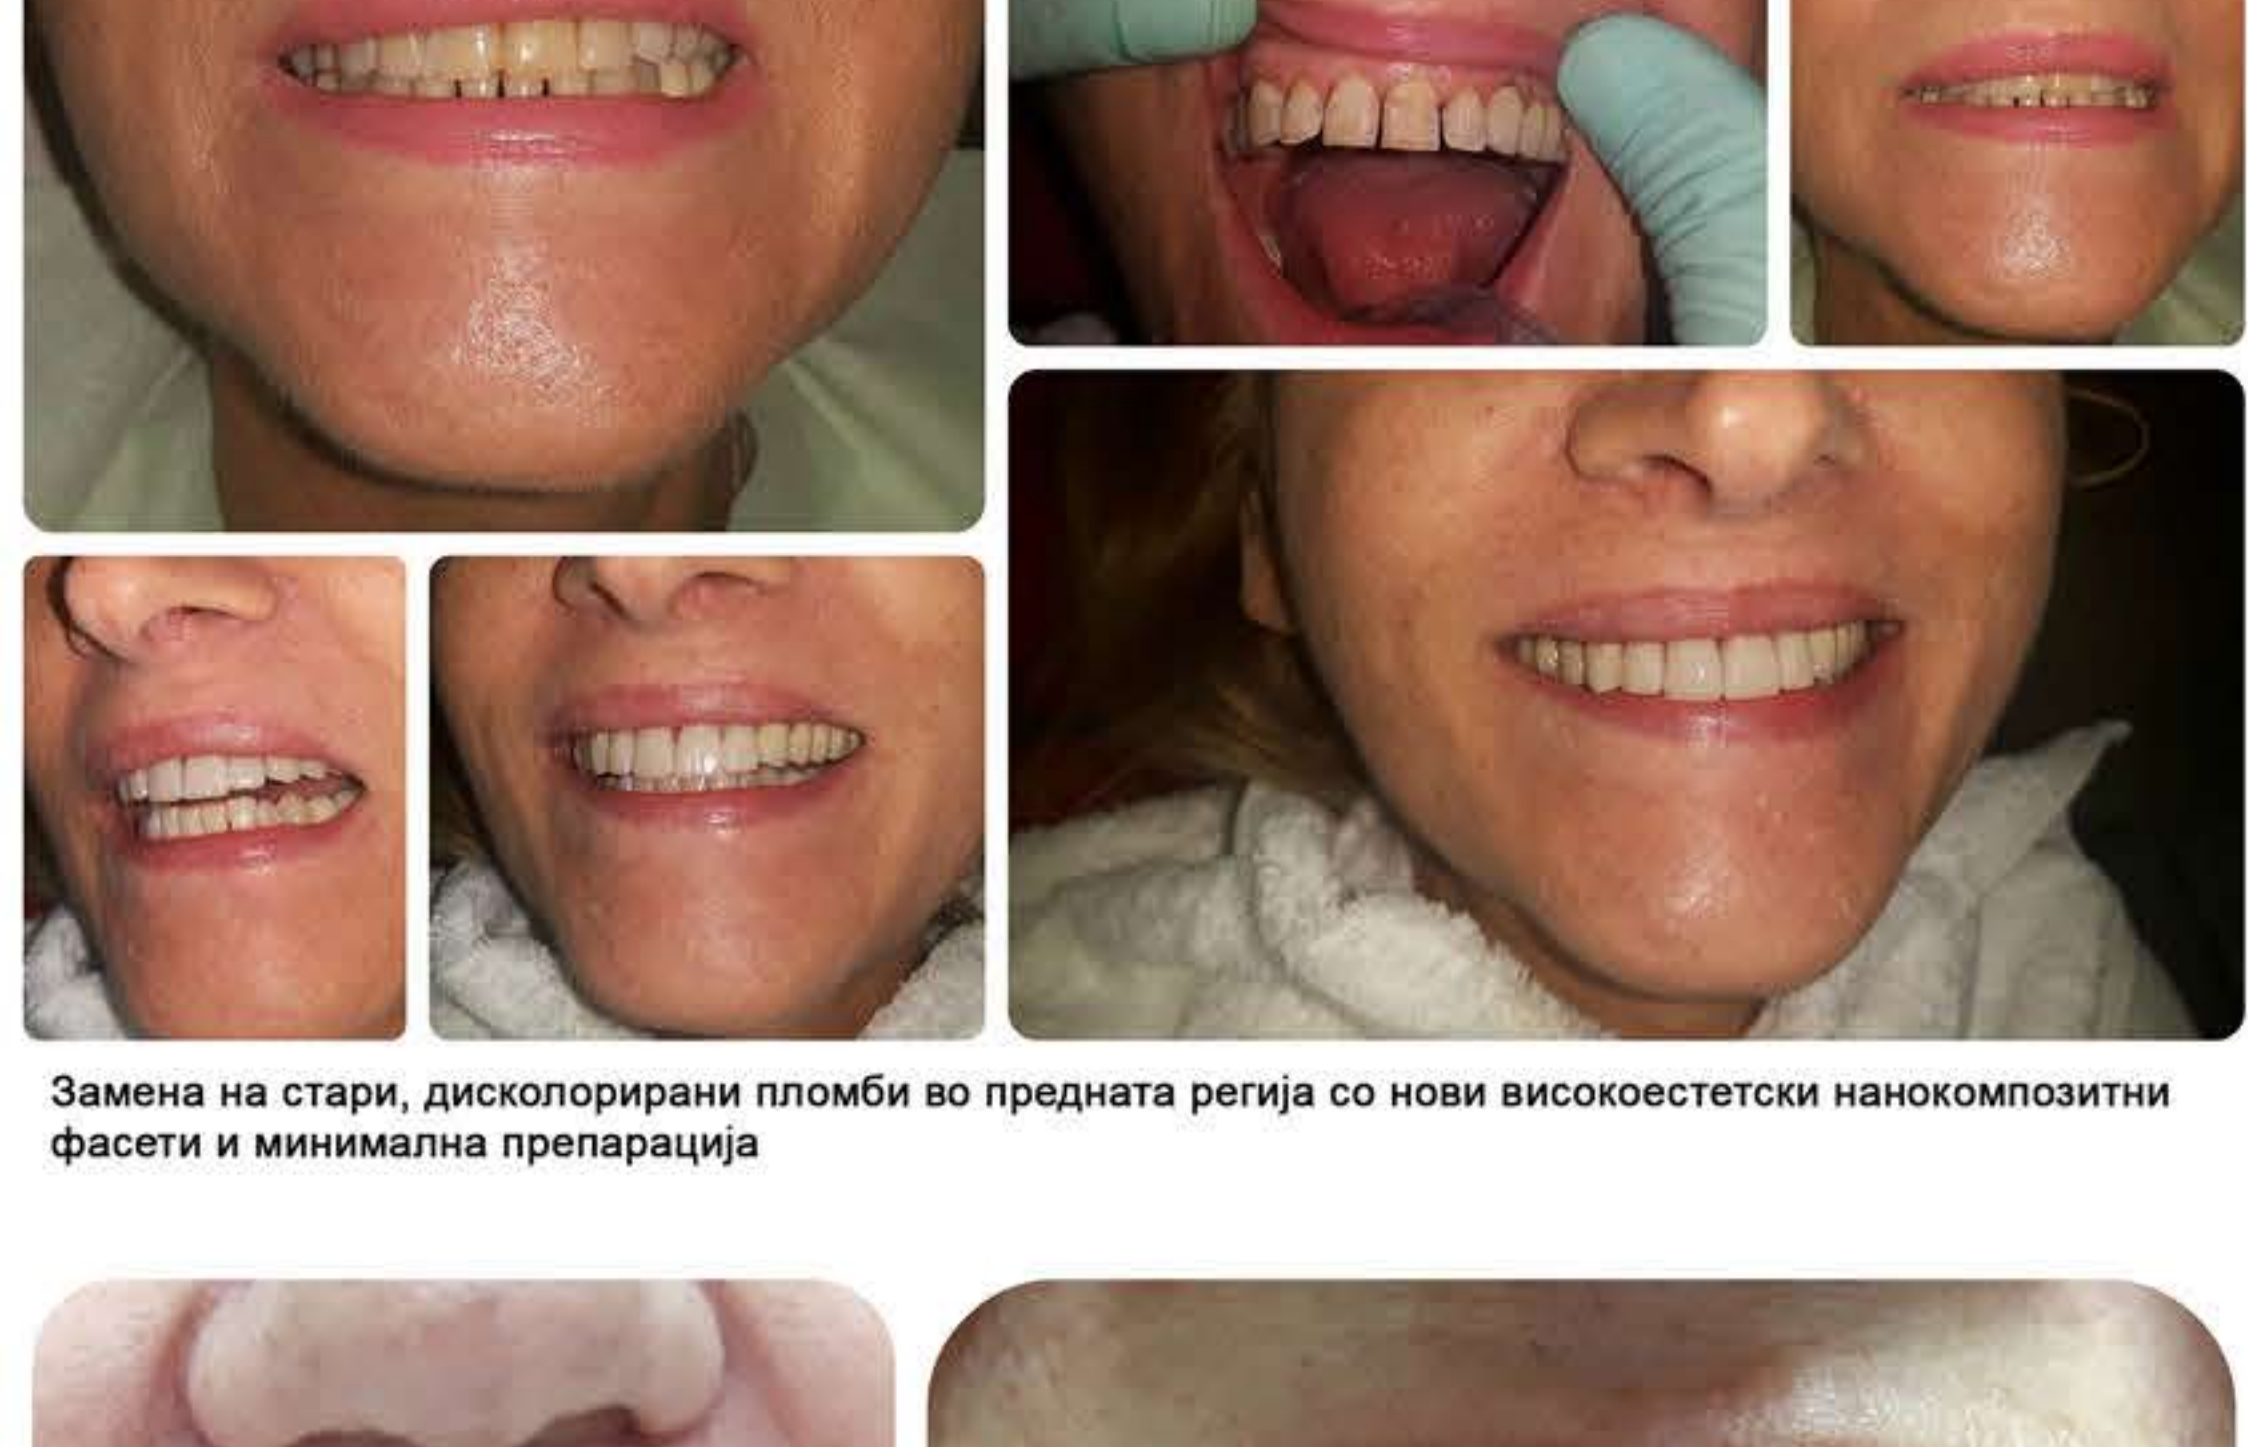 Замена на стари, дисколорирани пломби во предната регија со нови високоестетски нанокомпозитни
фасети и минимална препарација